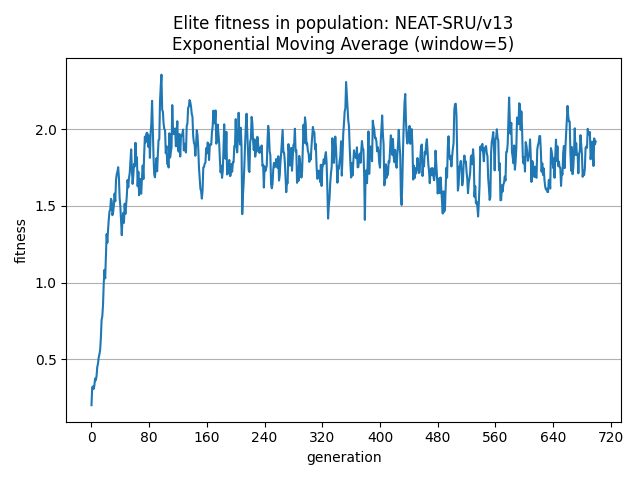 Elite fitness in population: NEAT-SRU/v13
Exponential Moving Average (window=5)
fitness
2.0
1.5
1.0
0.5
0 80 160 240 320 400 480 560 640 720
generation